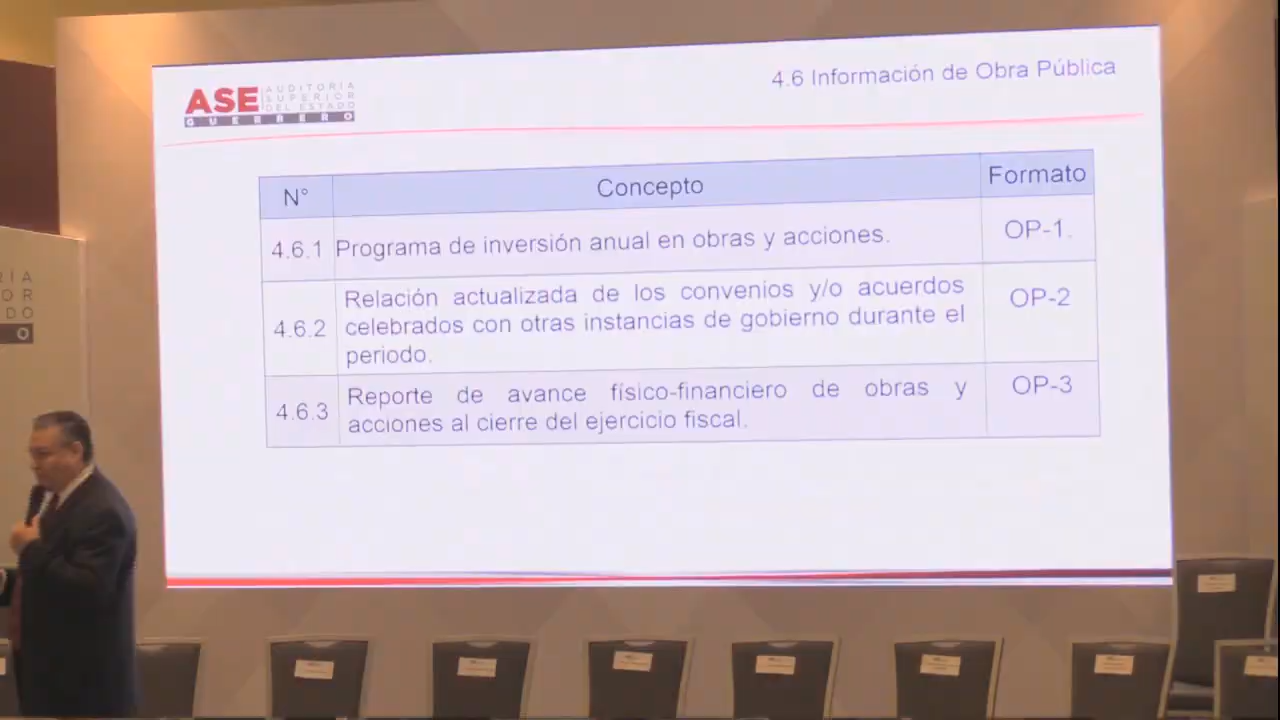 ASE AUDITORÍA
SUPERIOR
DEL ESTADO
GUERRERO
4.6 Información de Obra Pública
N° Concepto Formato
4.6.1 Programa de inversión anual en obras y acciones. OP-1.
Relación actualizada de los convenios y/o acuerdos OP-2
4.6.2 celebrados con otras instancias de gobierno durante el
periodo.
Reporte de avance físico-financiero de obras y OP-3
4.6.3 acciones al cierre del ejercicio fiscal.
RÍA
OR
DO
O